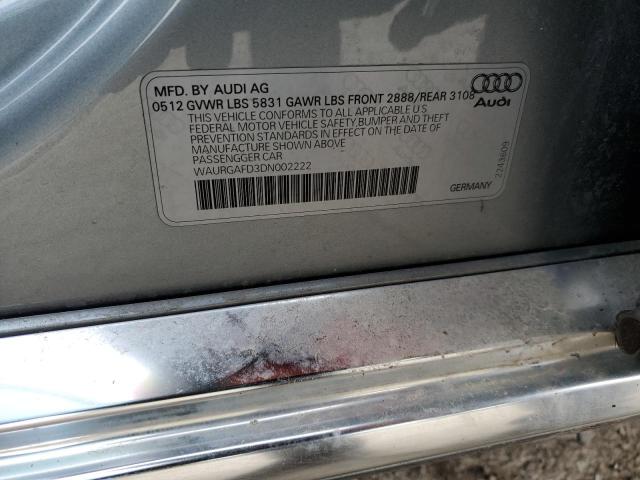 MFD. BY AUDI AG
0512 GVWR LBS 5831 GAWR LBS FRONT 2888/REAR 3108
THIS VEHICLE CONFORMS TO ALL APPLICABLE U.S
FEDERAL MOTOR VEHICLE SAFETY,BUMPER AND THEFT
PREVENTION STANDARDS IN EFFECT ON THE DATE OF
MANUFACTURE SHOWN ABOVE
PASSENGGER CAR
WAURGAFD3DN002222
Audi
GERMANY
2243609